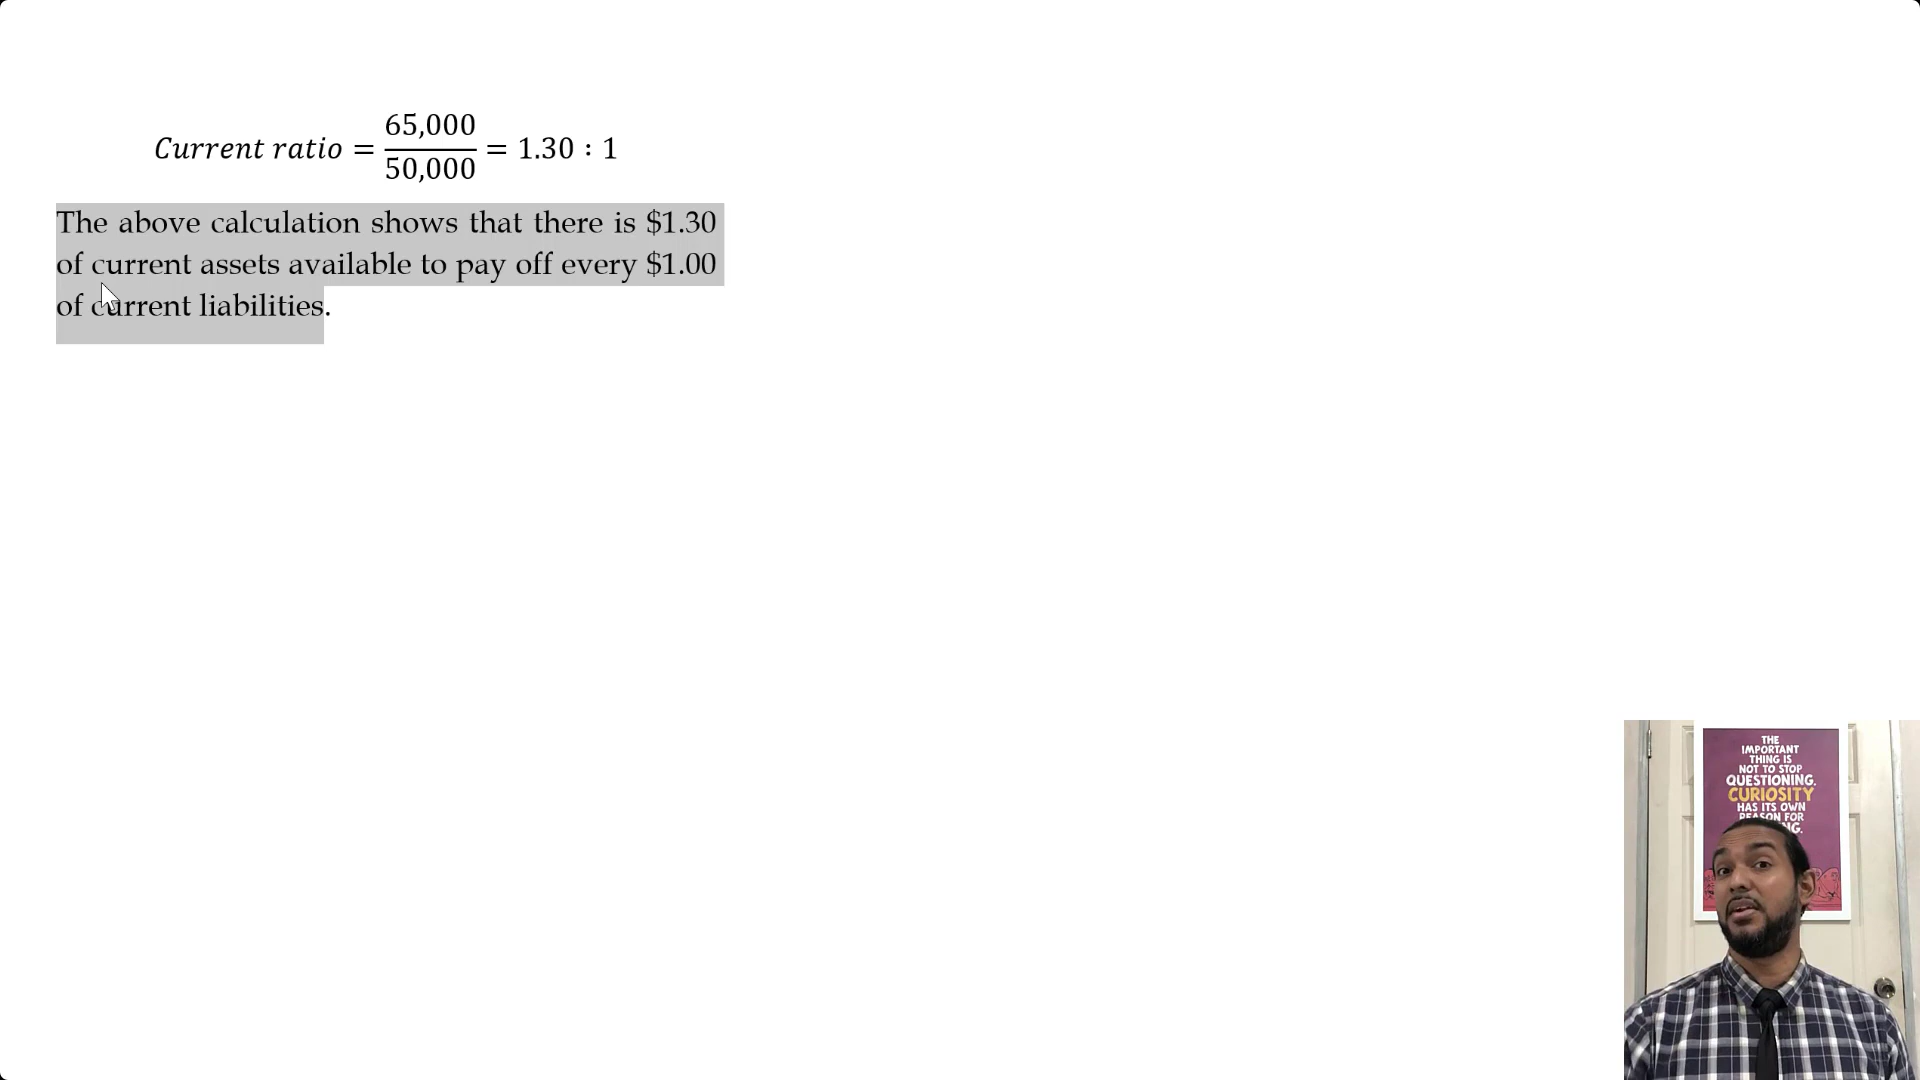 Current ratio = 65,000 / 50,000 = 1.30 : 1
The above calculation shows that there is $1.30
of current assets available to pay off every $1.00
of current liabilities.
THE
IMPORTANT
THING IS
NOT TO STOP
QUESTIONING.
CURIOSITY
HAS ITS OWN
REASON FOR